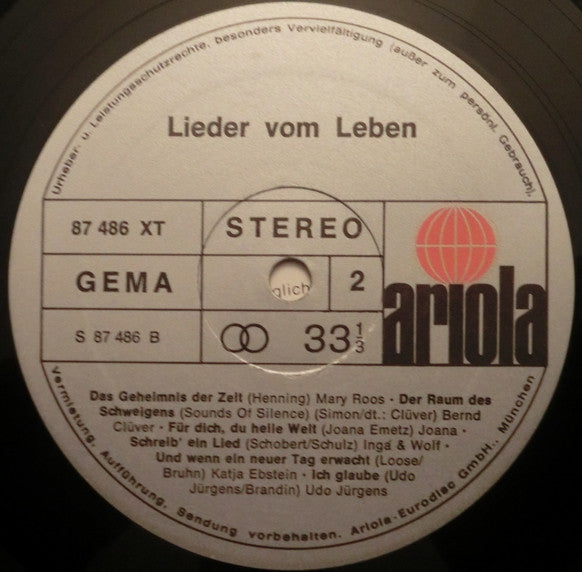 Urheber- u. Leistungsschutzrechte, besonders Vervielfältigung (außer zum persönl. Gebrauch),
Lieder vom Leben
87 486 XT
STEREO
GEMA
glich
2
ariola
S 87 486 B
33 1/3
Das Geheimnis der Zeit (Henning) Mary Roos · Der Raum des
Schweigens (Sounds Of Silence) (Simon/dt.: Clüver) Bernd
Clüver · Für dich, du helle Welt (Joana Emetz) Joana ·
Schreib' ein Lied (Schobert/Schulz) Inga & Wolf ·
Und wenn ein neuer Tag erwacht (Loose/
Bruhn) Katja Ebstein · Ich glaube (Udo
Jürgens/Brandin) Udo Jürgens
Vermietung, Aufführung, Sendung vorbehalten. Ariola-Eurodisc GmbH., München